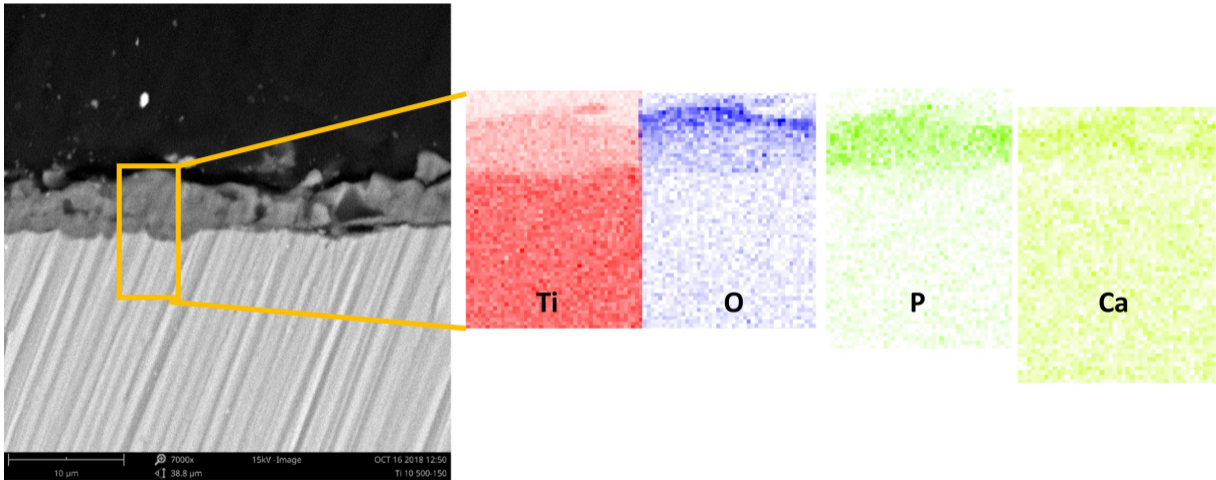 Ti
O
P
Ca
7000x
15kV -Image
OCT 16 2018 12:50
10 µm
38.8 µm
Ti 10 500-150